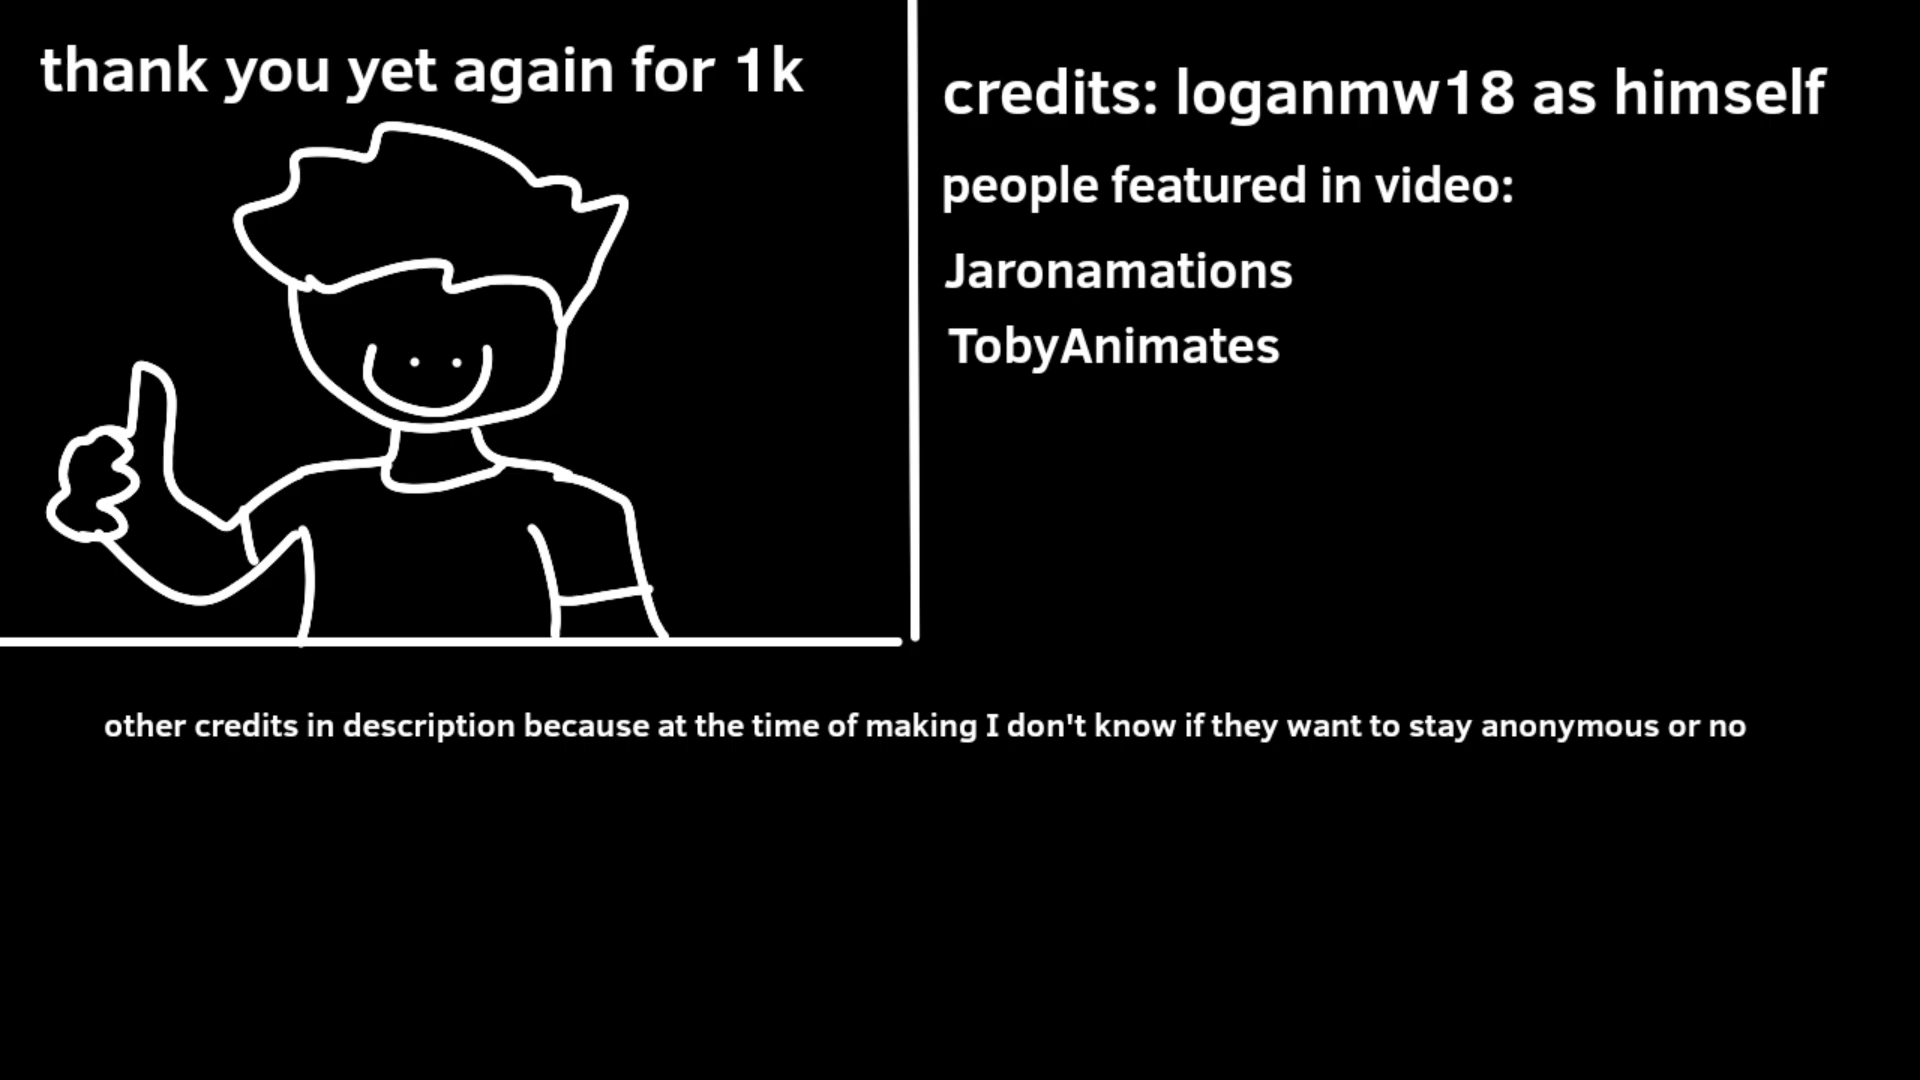 thank you yet again for 1k
credits: loganmw18 as himself
people featured in video:
Jaronamations
TobyAnimates
other credits in description because at the time of making I don't know if they want to stay anonymous or no